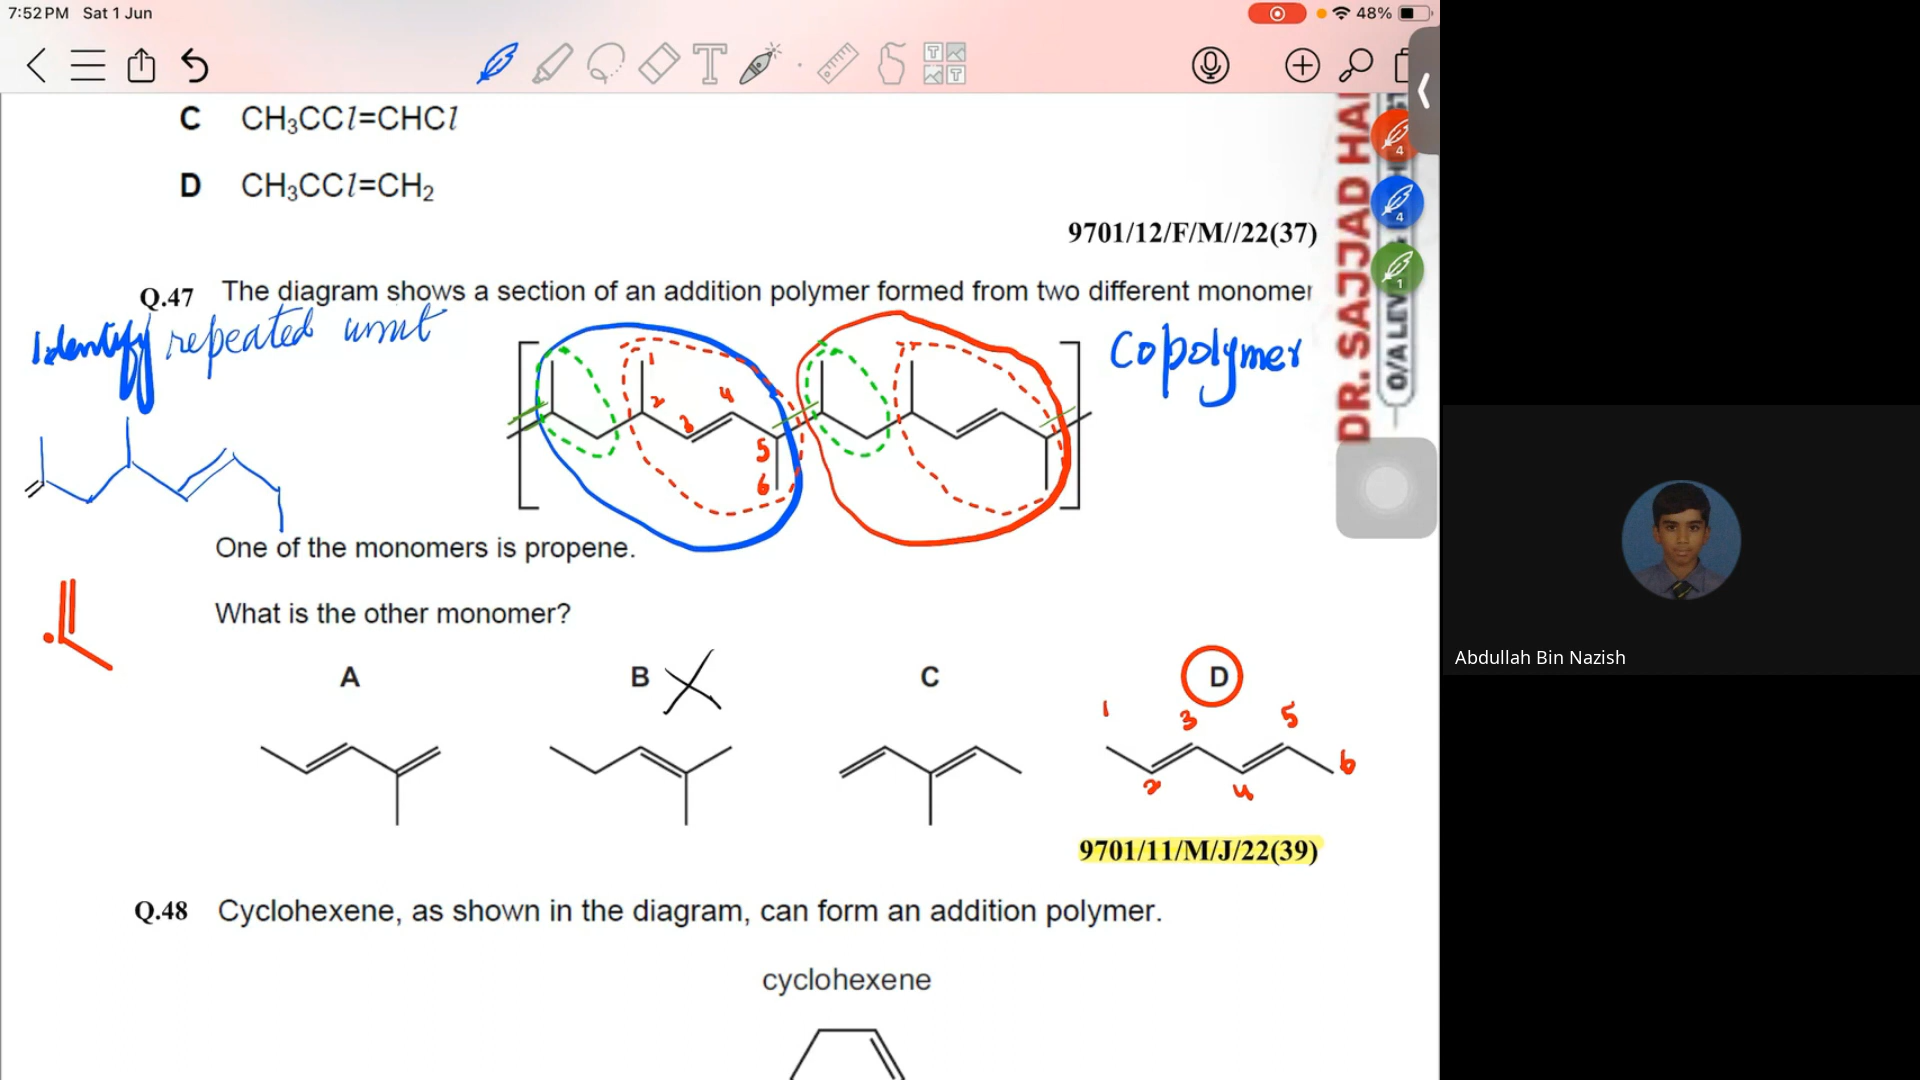 7:52 PM Sat 1 Jun
48%
C CH₃CCl=CHCl
D CH₃CCl=CH₂
9701/12/F/M//22(37)
Q.47 The diagram shows a section of an addition polymer formed from two different monomer
Identify repeated unit
Copolymer
1
2
3
4
5
6
One of the monomers is propene.
What is the other monomer?
A B C D
1 3 5
2 4 6
9701/11/M/J/22(39)
Q.48 Cyclohexene, as shown in the diagram, can form an addition polymer.
cyclohexene
DR. SAJJAD HAI
O/A LEV
4
4
1
Abdullah Bin Nazish